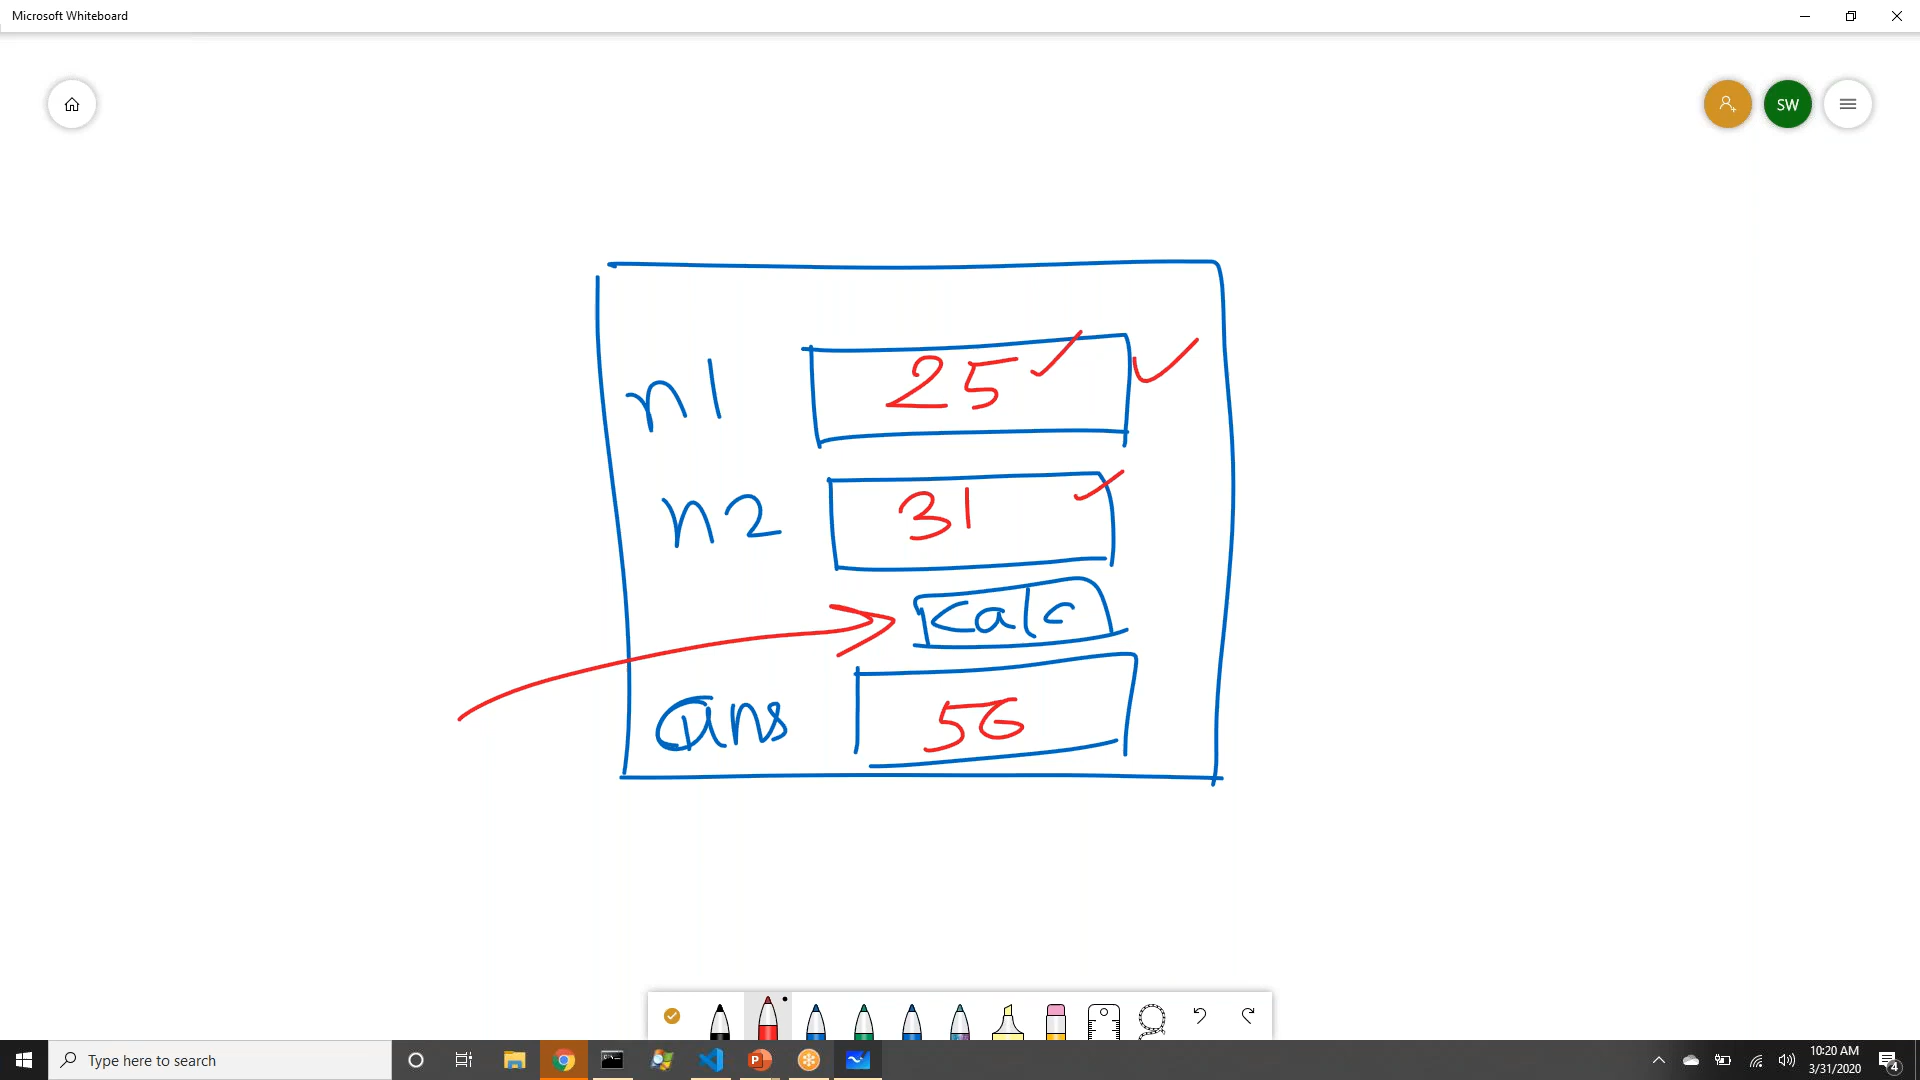 Microsoft Whiteboard
SW
n1 25
n2 31
calc
ans 56
Type here to search
10:20 AM
3/31/2020
4